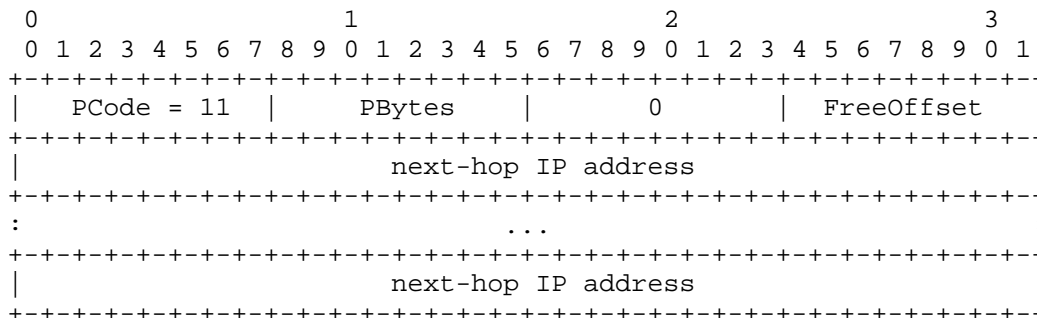 0                   1                   2                   3
 0 1 2 3 4 5 6 7 8 9 0 1 2 3 4 5 6 7 8 9 0 1 2 3 4 5 6 7 8 9 0 1
+-+-+-+-+-+-+-+-+-+-+-+-+-+-+-+-+-+-+-+-+-+-+-+-+-+-+-+-+-+-+-+--
|   PCode = 11  |     PBytes    |       0       |  FreeOffset
+-+-+-+-+-+-+-+-+-+-+-+-+-+-+-+-+-+-+-+-+-+-+-+-+-+-+-+-+-+-+-+--
|                       next-hop IP address
+-+-+-+-+-+-+-+-+-+-+-+-+-+-+-+-+-+-+-+-+-+-+-+-+-+-+-+-+-+-+-+--
:                              ...
+-+-+-+-+-+-+-+-+-+-+-+-+-+-+-+-+-+-+-+-+-+-+-+-+-+-+-+-+-+-+-+--
|                       next-hop IP address
+-+-+-+-+-+-+-+-+-+-+-+-+-+-+-+-+-+-+-+-+-+-+-+-+-+-+-+-+-+-+-+--